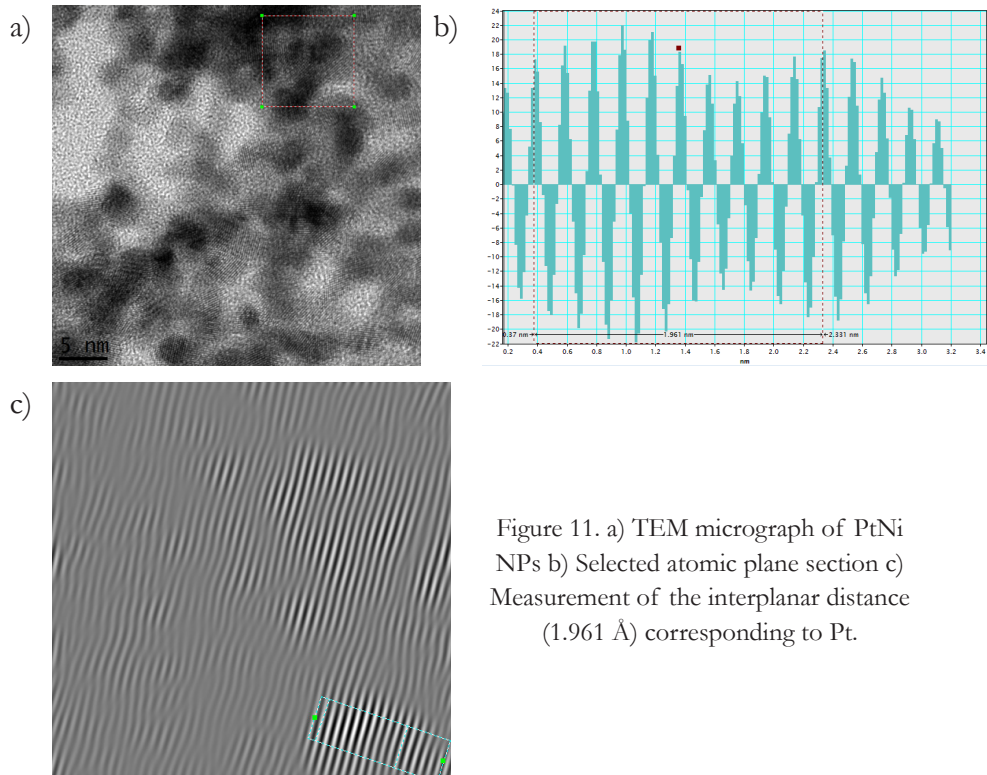 a)
5 nm
b)
24
22
20
18
16
14
12
10
8
6
4
2
0
-2
-4
-6
-8
-10
-12
-14
-16
-18
-20
-22
0.37 nm
1.961 nm
2.331 nm
0.2 0.4 0.6 0.8 1.0 1.2 1.4 1.6 1.8 2.0 2.2 2.4 2.6 2.8 3.0 3.2 3.4
nm
c)
Figure 11. a) TEM micrograph of PtNi
NPs b) Selected atomic plane section c)
Measurement of the interplanar distance
(1.961 Å) corresponding to Pt.